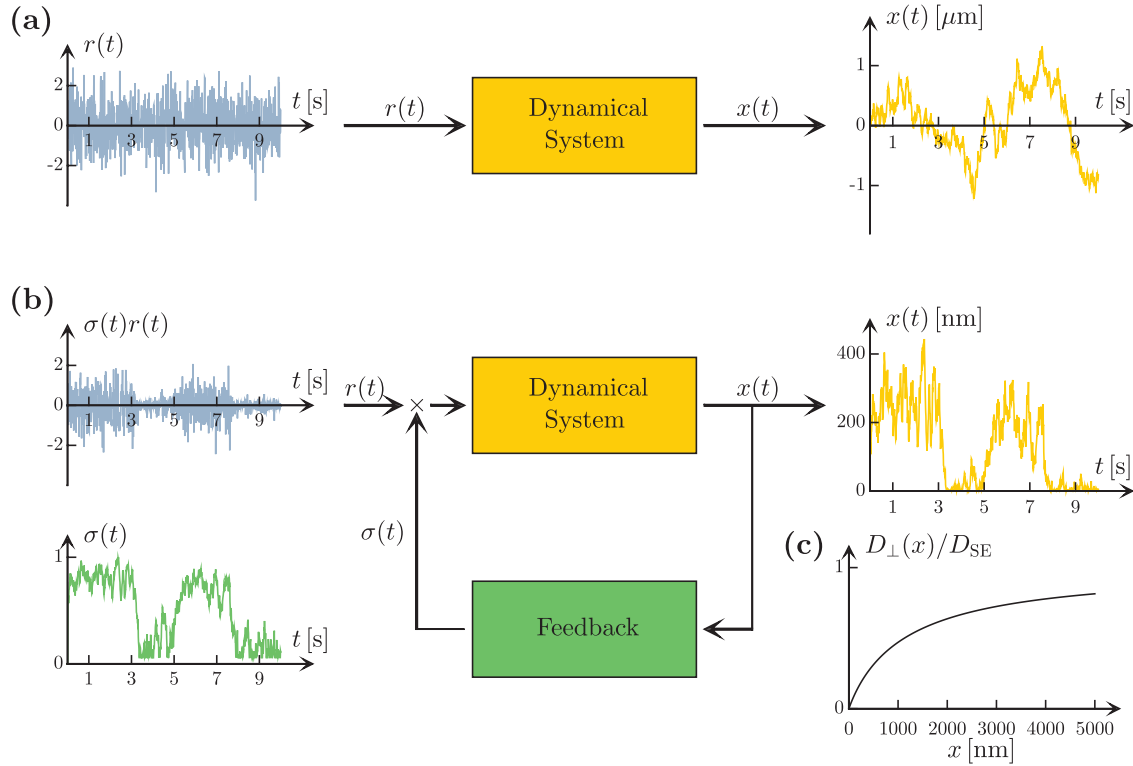 (a)
r(t)
2
0
-2
1 3 5 7 9
t [s]
r(t)
Dynamical
System
x(t)
x(t) [μm]
1
0
-1
1 3 5 7 9
t [s]
(b)
σ(t)r(t)
2
0
-2
1 3 5 7 9
t [s]
r(t)
×
Dynamical
System
x(t)
x(t) [nm]
400
200
0
1 3 5 7 9
t [s]
σ(t)
1
0
1 3 5 7 9
t [s]
σ(t)
Feedback
(c)
D⊥(x)/D_SE
1
0
0 1000 2000 3000 4000 5000
x [nm]